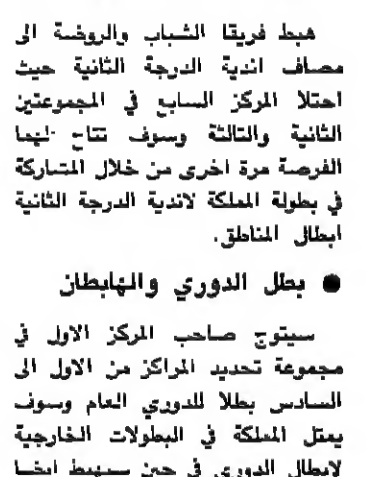 هبط فريقا الشباب والروضة الى
مصاف اندية الدرجة الثانية حيث
احتلا المركز السابع في المجموعتين
الثانية والثالثة وسوف تتاح لهما
الفرصة مرة اخرى من خلال المشاركة
في بطولة المملكة لاندية الدرجة الثانية
ابطال المناطق.
● بطل الدوري والهابطان
سيتوج صاحب المركز الاول في
مجموعة تحديد المراكز من الاول الى
السادس بطلا للدوري العام وسوف
يمثل المملكة في البطولات الخارجية
لابطال الدوري في حين سيهبط ايضا